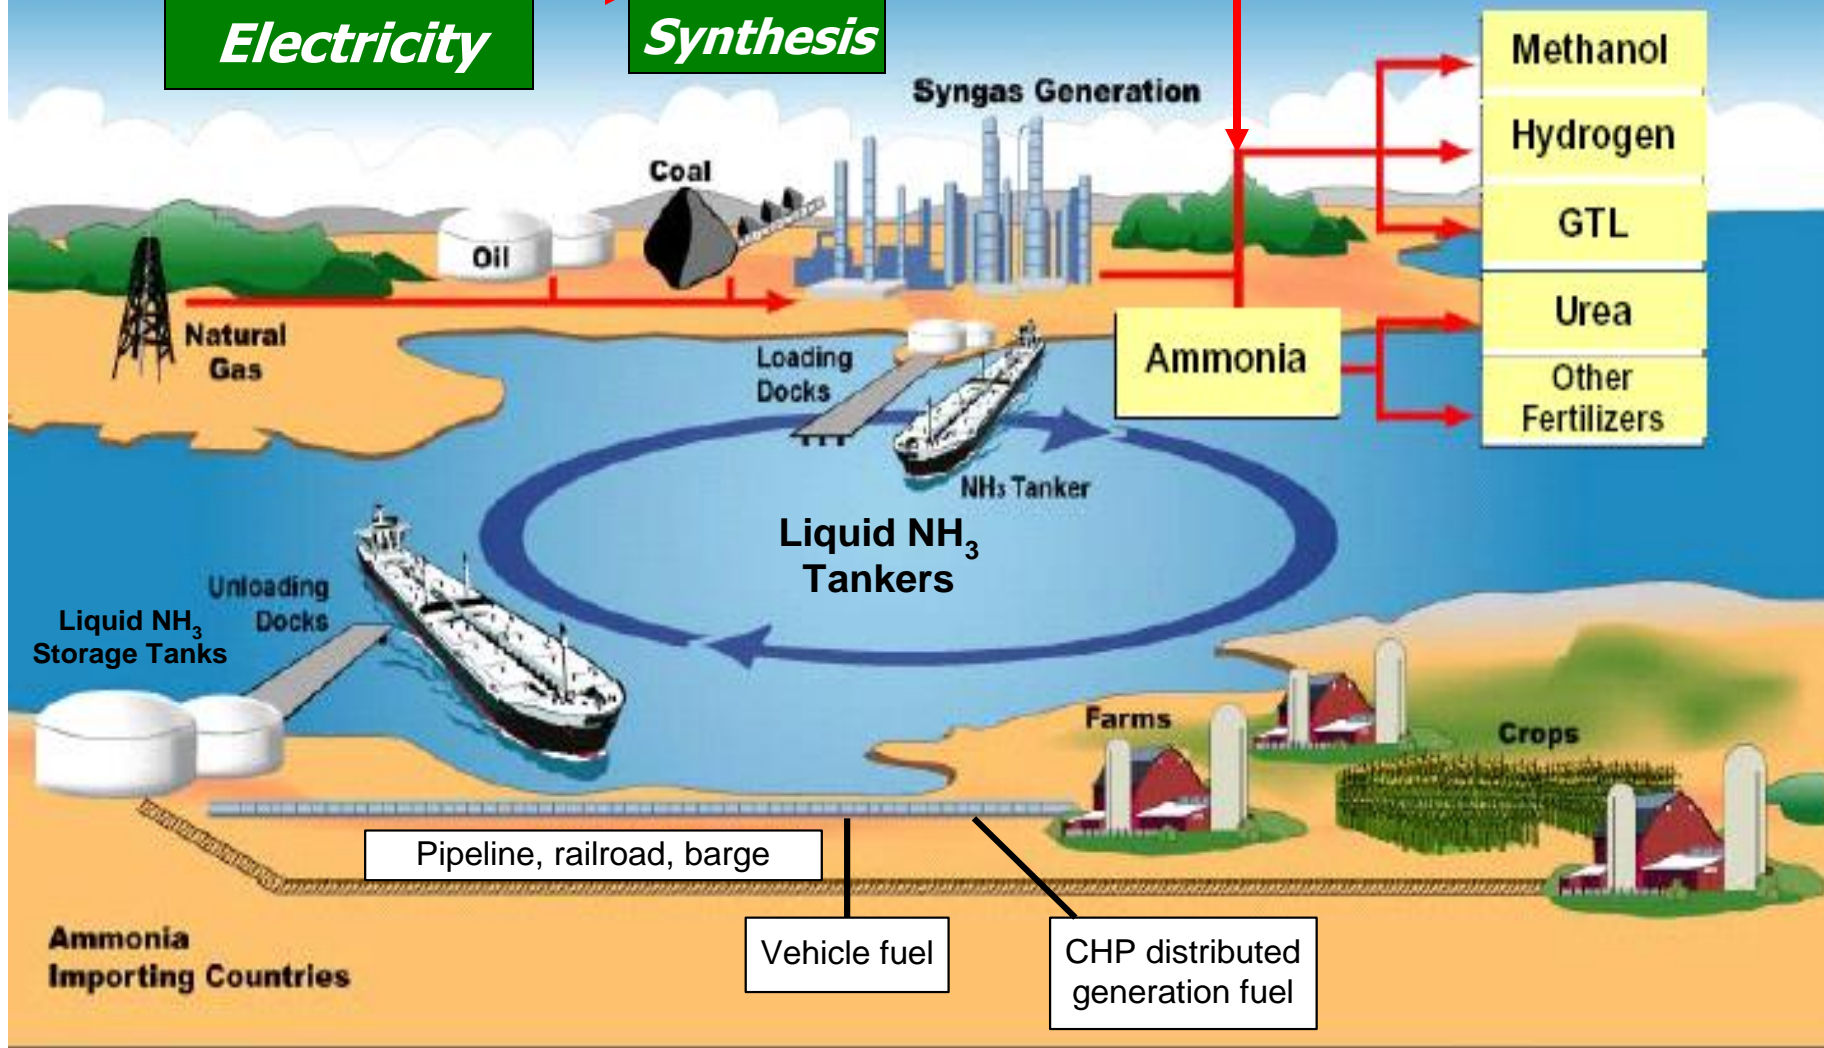 Electricity
Synthesis
Syngas Generation
Methanol
Hydrogen
GTL
Urea
Other
Fertilizers
Coal
Oil
Natural
Gas
Loading
Docks
Ammonia
NH3 Tanker
Liquid NH3
Tankers
Unloading
Docks
Liquid NH3
Storage Tanks
Farms
Crops
Pipeline, railroad, barge
Vehicle fuel
CHP distributed
generation fuel
Ammonia
Importing Countries